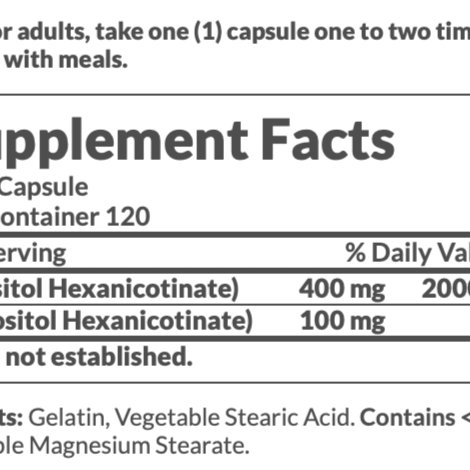 r adults, take one (1) capsule one to two tim
with meals.
upplement Facts
Capsule
ontainer 120
erving % Daily Val
sitol Hexanicotinate) 400 mg 2000
ositol Hexanicotinate) 100 mg
not established.
ts: Gelatin, Vegetable Stearic Acid. Contains <
ble Magnesium Stearate.